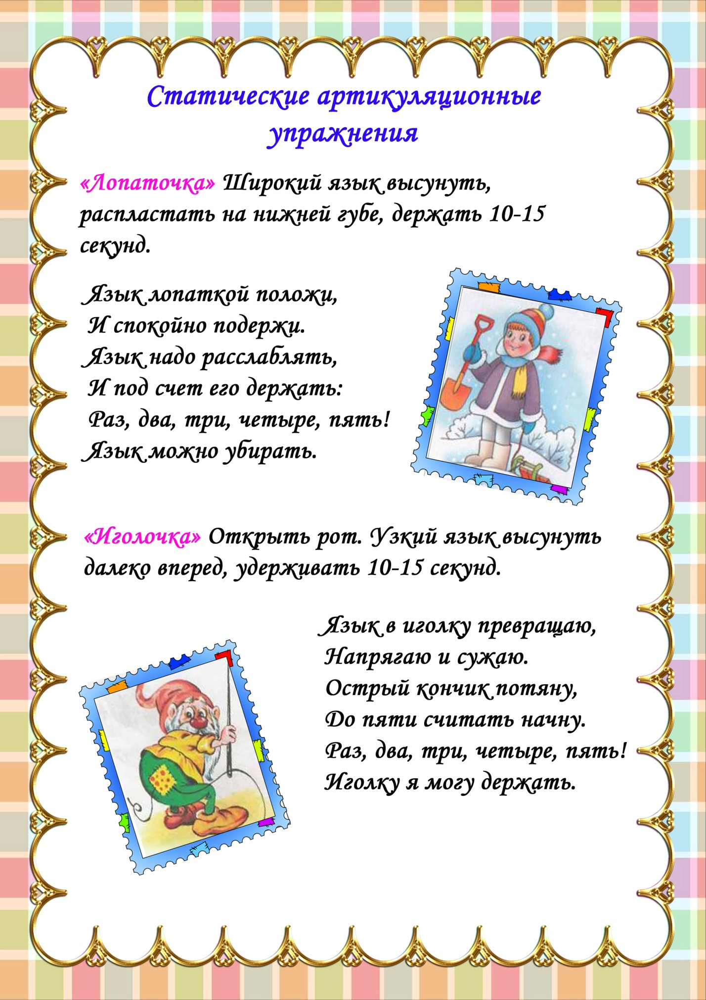 Статические артикуляционные
упражнения
«Лопаточка» Широкий язык высунуть,
распластать на нижней губе, держать 10-15
секунд.
Язык лопаткой положи,
И спокойно подержи.
Язык надо расслаблять,
И под счет его держать:
Раз, два, три, четыре, пять!
Язык можно убирать.
«Иголочка» Открыть рот. Узкий язык высунуть
далеко вперед, удерживать 10-15 секунд.
Язык в иголку превращаю,
Напрягаю и сужаю.
Острый кончик потяну,
До пяти считать начну.
Раз, два, три, четыре, пять!
Иголку я могу держать.